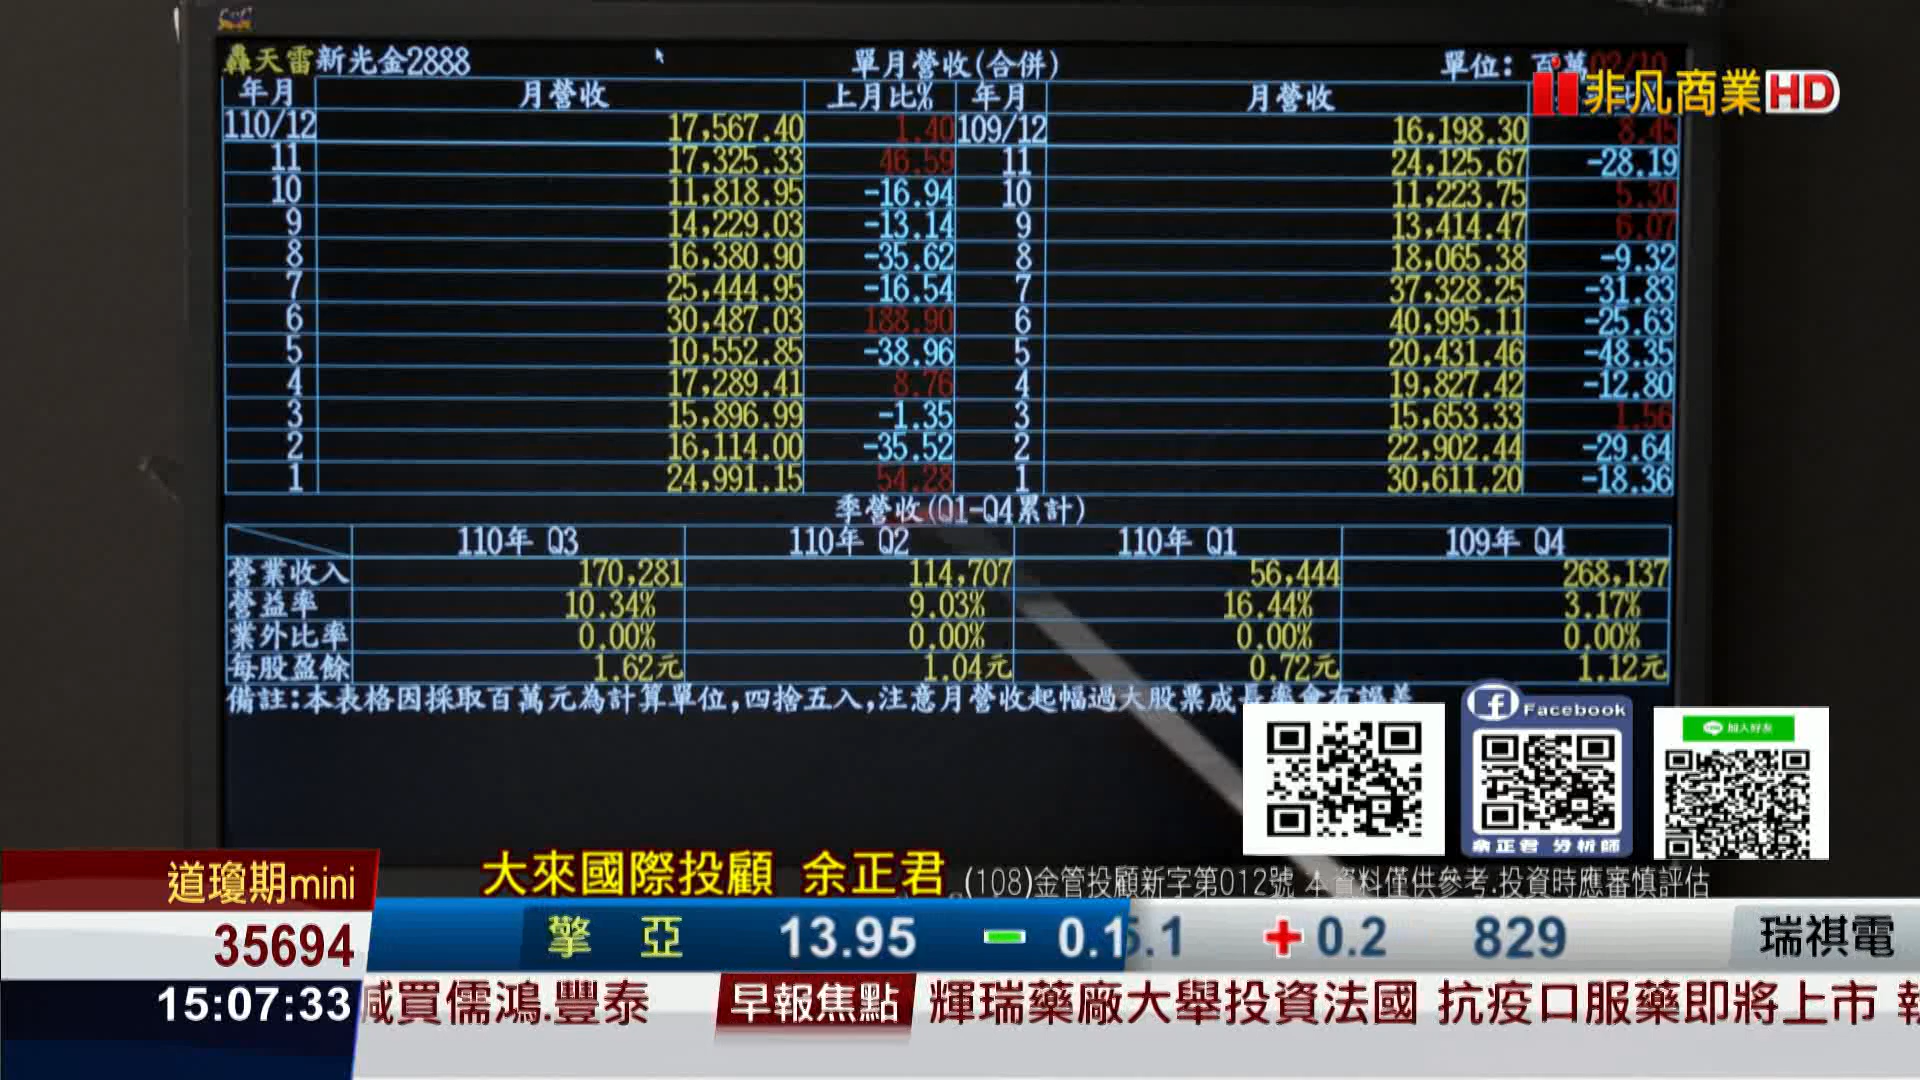 轟天雷新光金2888 單月營收(合併) 單位: 百萬
非凡商業HD
年月 月營收 上月比% 年月 月營收
110/12 17,567.40 1.40 109/12 16,198.30 8.45
11 17,325.33 46.59 11 24,125.67 -28.19
10 11,818.95 -16.94 10 11,223.75 5.30
9 14,229.03 -13.14 9 13,414.47 6.07
8 16,380.90 -35.62 8 18,065.38 -9.32
7 25,444.95 -16.54 7 37,328.25 -31.83
6 30,487.03 188.90 6 40,995.11 -25.63
5 10,552.85 -38.96 5 20,431.46 -48.35
4 17,289.41 8.76 4 19,827.42 -12.80
3 15,896.99 -1.35 3 15,653.33 1.56
2 16,114.00 -35.52 2 22,902.44 -29.64
1 24,991.15 54.28 1 30,611.20 -18.36
季營收(Q1-Q4累計)
110年 Q3 110年 Q2 110年 Q1 109年 Q4
營業收入 170,281 114,707 56,444 268,137
營益率 10.34% 9.03% 16.44% 3.17%
業外比率 0.00% 0.00% 0.00% 0.00%
每股盈餘 1.62元 1.04元 0.72元 1.12元
備註:本表格因採取百萬元為計算單位,四捨五入,注意月營收起幅過大股票成長率會有誤差
Facebook
余正君 分析師
加入好友
道瓊期mini
35694
15:07:33
大來國際投顧 余正君
(108)金管投顧新字第012號 本資料僅供參考.投資時應審慎評估
擎亞 13.95 0.1 5.1 0.2 829 瑞祺電
減買儒鴻.豐泰 早報焦點 輝瑞藥廠大舉投資法國 抗疫口服藥即將上市